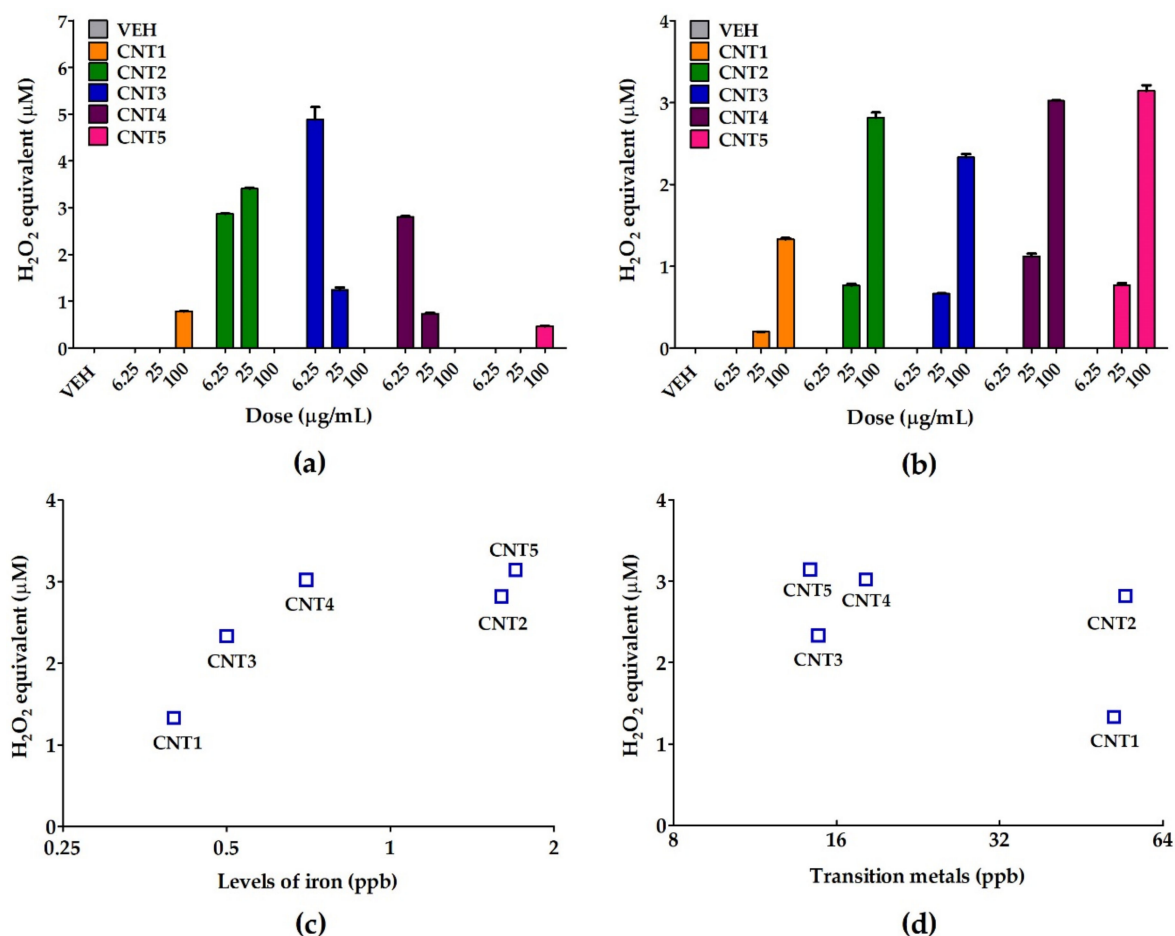 7
6
5
4
3
2
1
0
H₂O₂ equivalent (µM)
VEH
CNT1
CNT2
CNT3
CNT4
CNT5
VEH
6.25
25
100
6.25
25
100
6.25
25
100
6.25
25
100
6.25
25
100
Dose (µg/mL)
(a)
4
3
2
1
0
H₂O₂ equivalent (µM)
VEH
CNT1
CNT2
CNT3
CNT4
CNT5
VEH
6.25
25
100
6.25
25
100
6.25
25
100
6.25
25
100
6.25
25
100
Dose (µg/mL)
(b)
4
3
2
1
0
H₂O₂ equivalent (µM)
CNT5
CNT4
CNT2
CNT3
CNT1
0.25
0.5
1
2
Levels of iron (ppb)
(c)
4
3
2
1
0
H₂O₂ equivalent (µM)
CNT5
CNT4
CNT2
CNT3
CNT1
8
16
32
64
Transition metals (ppb)
(d)